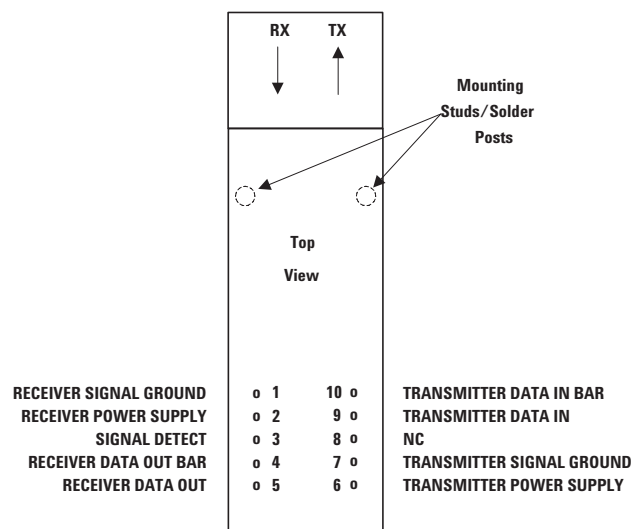 RX TX
Mounting
Studs/Solder
Posts
Top
View
RECEIVER SIGNAL GROUND o 1 10 o TRANSMITTER DATA IN BAR
RECEIVER POWER SUPPLY o 2 9 o TRANSMITTER DATA IN
SIGNAL DETECT o 3 8 o NC
RECEIVER DATA OUT BAR o 4 7 o TRANSMITTER SIGNAL GROUND
RECEIVER DATA OUT o 5 6 o TRANSMITTER POWER SUPPLY